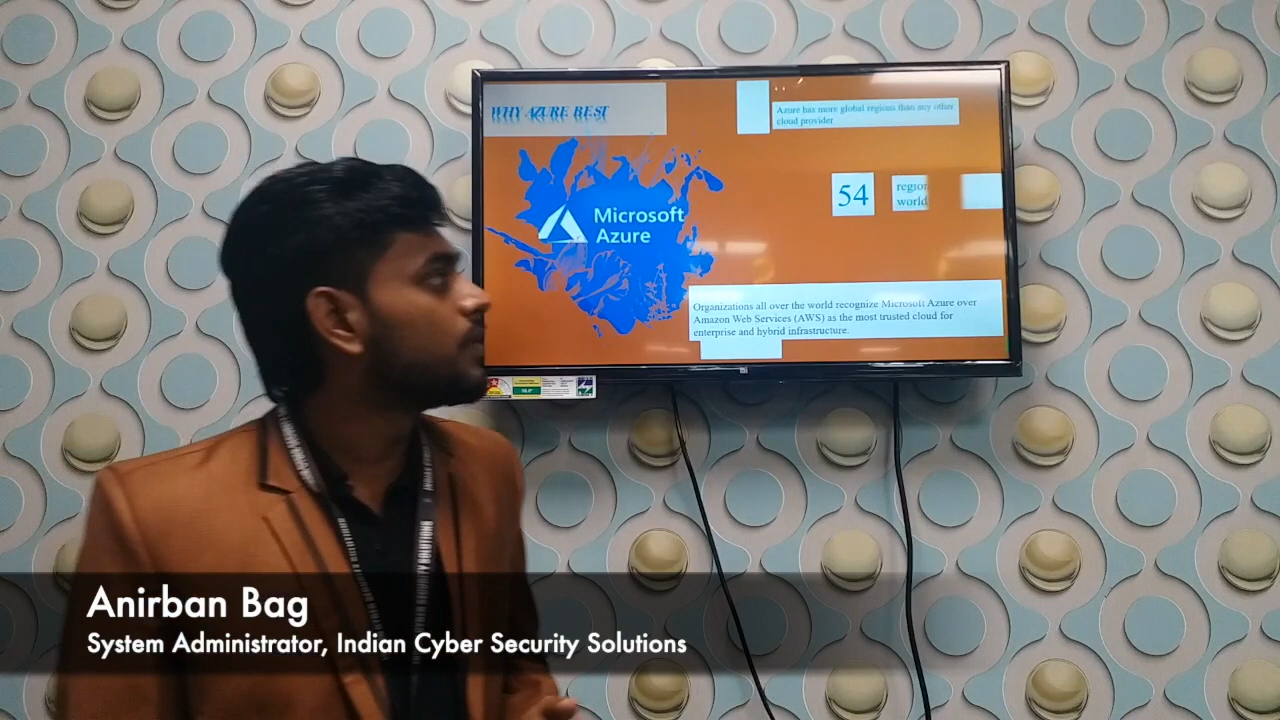 WHY AZURE BEST
Azure has more global regions than any other
cloud provider
54
region
world
Microsoft
Azure
Organizations all over the world recognize Microsoft Azure over
Amazon Web Services (AWS) as the most trusted cloud for
enterprise and hybrid infrastructure.
Anirban Bag
System Administrator, Indian Cyber Security Solutions